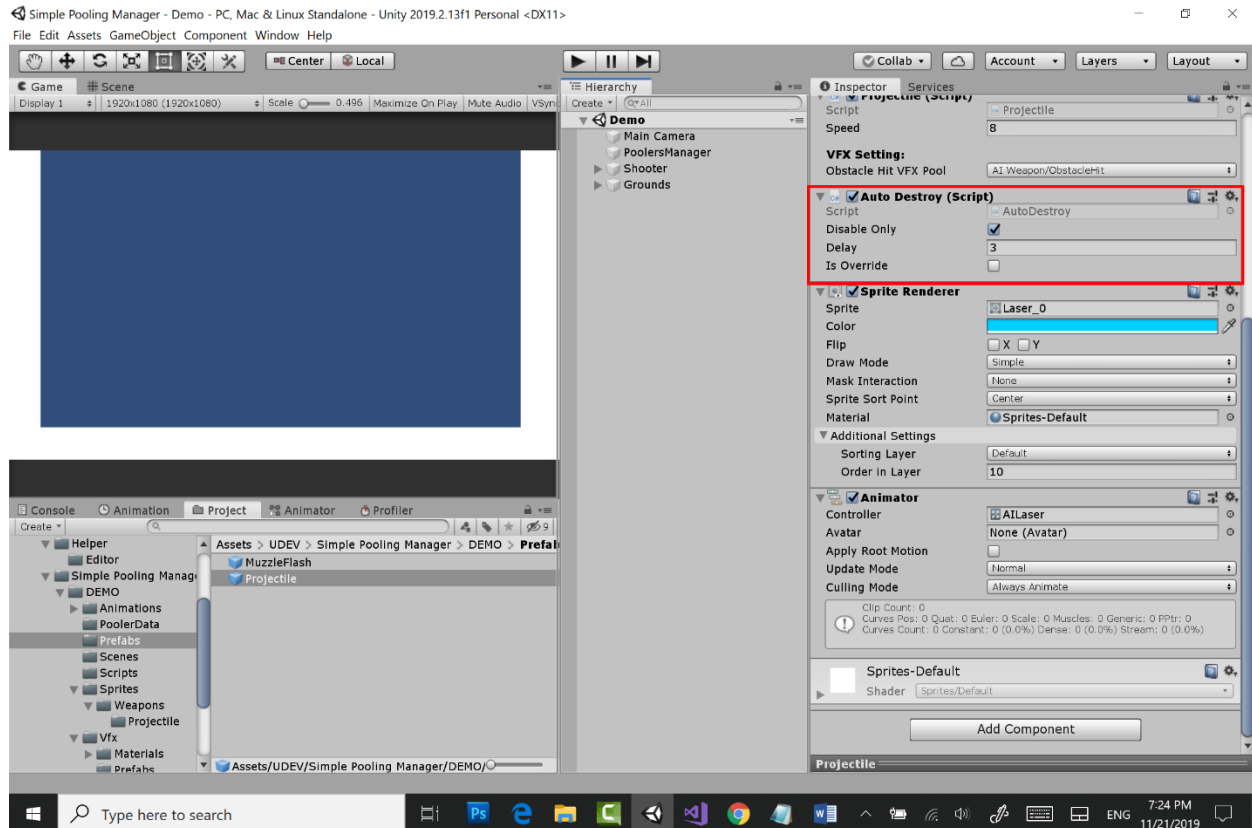 Simple Pooling Manager - Demo - PC, Mac & Linux Standalone - Unity 2019.2.13f1 Personal <DX11>
File Edit Assets GameObject Component Window Help
Center Local
Collab Account Layers Layout
Game Scene
Display 1 1920x1080 (1920x1080) Scale 0.496 Maximize On Play Mute Audio VSyn
Hierarchy
Create All
Demo
Main Camera
PoolersManager
Shooter
Grounds
Inspector Services
Projectile (Script)
Script Projectile
Speed 8
VFX Setting:
Obstacle Hit VFX Pool AI Weapon/ObstacleHit
Auto Destroy (Script)
Script AutoDestroy
Disable Only
Delay 3
Is Override
Sprite Renderer
Sprite Laser_0
Color
Flip X Y
Draw Mode Simple
Mask Interaction None
Sprite Sort Point Center
Material Sprites-Default
Additional Settings
Sorting Layer Default
Order in Layer 10
Animator
Controller AILaser
Avatar None (Avatar)
Apply Root Motion
Update Mode Normal
Culling Mode Always Animate
Clip Count: 0
Curves Pos: 0 Quat: 0 Euler: 0 Scale: 0 Muscles: 0 Generic: 0 PPtr: 0
Curves Count: 0 Constant: 0 (0.0%) Dense: 0 (0.0%) Stream: 0 (0.0%)
Sprites-Default
Shader Sprites/Default
Add Component
Projectile
Console Animation Project Animator Profiler
Create 9
Helper
Editor
Simple Pooling Manag
DEMO
Animations
PoolerData
Prefabs
Scenes
Scripts
Sprites
Weapons
Projectile
Vfx
Materials
Prefabs
Assets > UDEV > Simple Pooling Manager > DEMO > Prefal
MuzzleFlash
Projectile
Assets/UDEV/Simple Pooling Manager/DEMO/
Type here to search
Ps
ENG
7:24 PM
11/21/2019